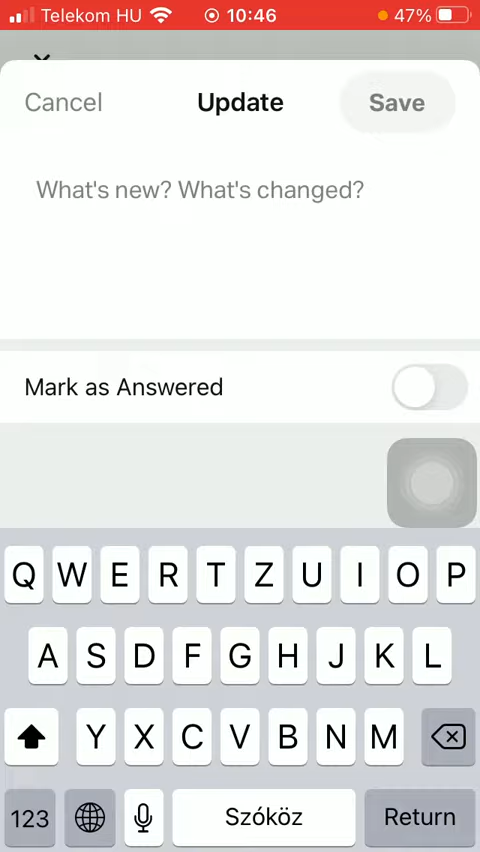 Telekom HU 10:46 47%
Cancel Update Save
What's new? What's changed?
Mark as Answered
Q W E R T Z U I O P
A S D F G H J K L
Y X C V B N M
123 Szóköz Return